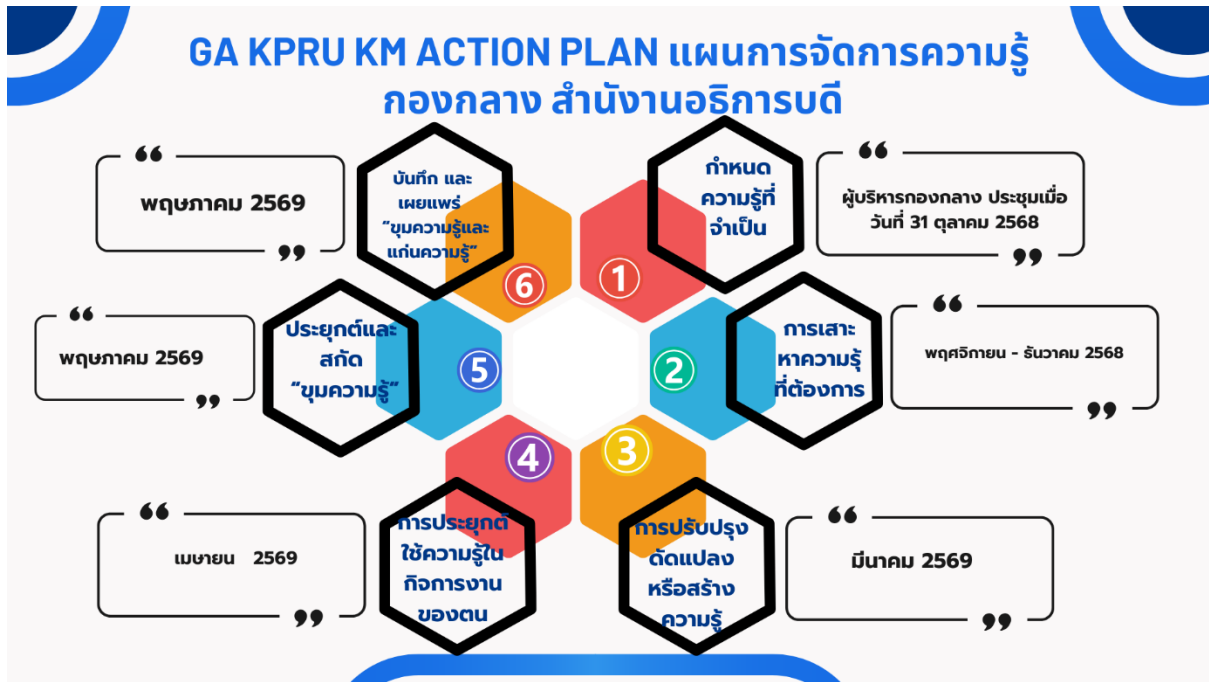 GA KPRU KM ACTION PLAN แผนการจัดการความรู้
กองกลาง สำนังานอธิการบดี
1
กำหนด
ความรู้ที่
จำเป็น
ผู้บริหารกองกลาง ประชุมเมื่อ
วันที่ 31 ตุลาคม 2568
2
การเสาะ
หาความรู้
ที่ต้องการ
พฤศจิกายน - ธันวาคม 2568
3
การปรับปรุง
ดัดแปลง
หรือสร้าง
ความรู้
มีนาคม 2569
4
การประยุกต์
ใช้ความรู้ใน
กิจการงาน
ของตน
เมษายน 2569
5
ประยุกต์และ
สกัด
“ขุมความรู้”
พฤษภาคม 2569
6
บันทึก และ
เผยแพร่
“ขุมความรู้และ
แก่นความรู้”
พฤษภาคม 2569